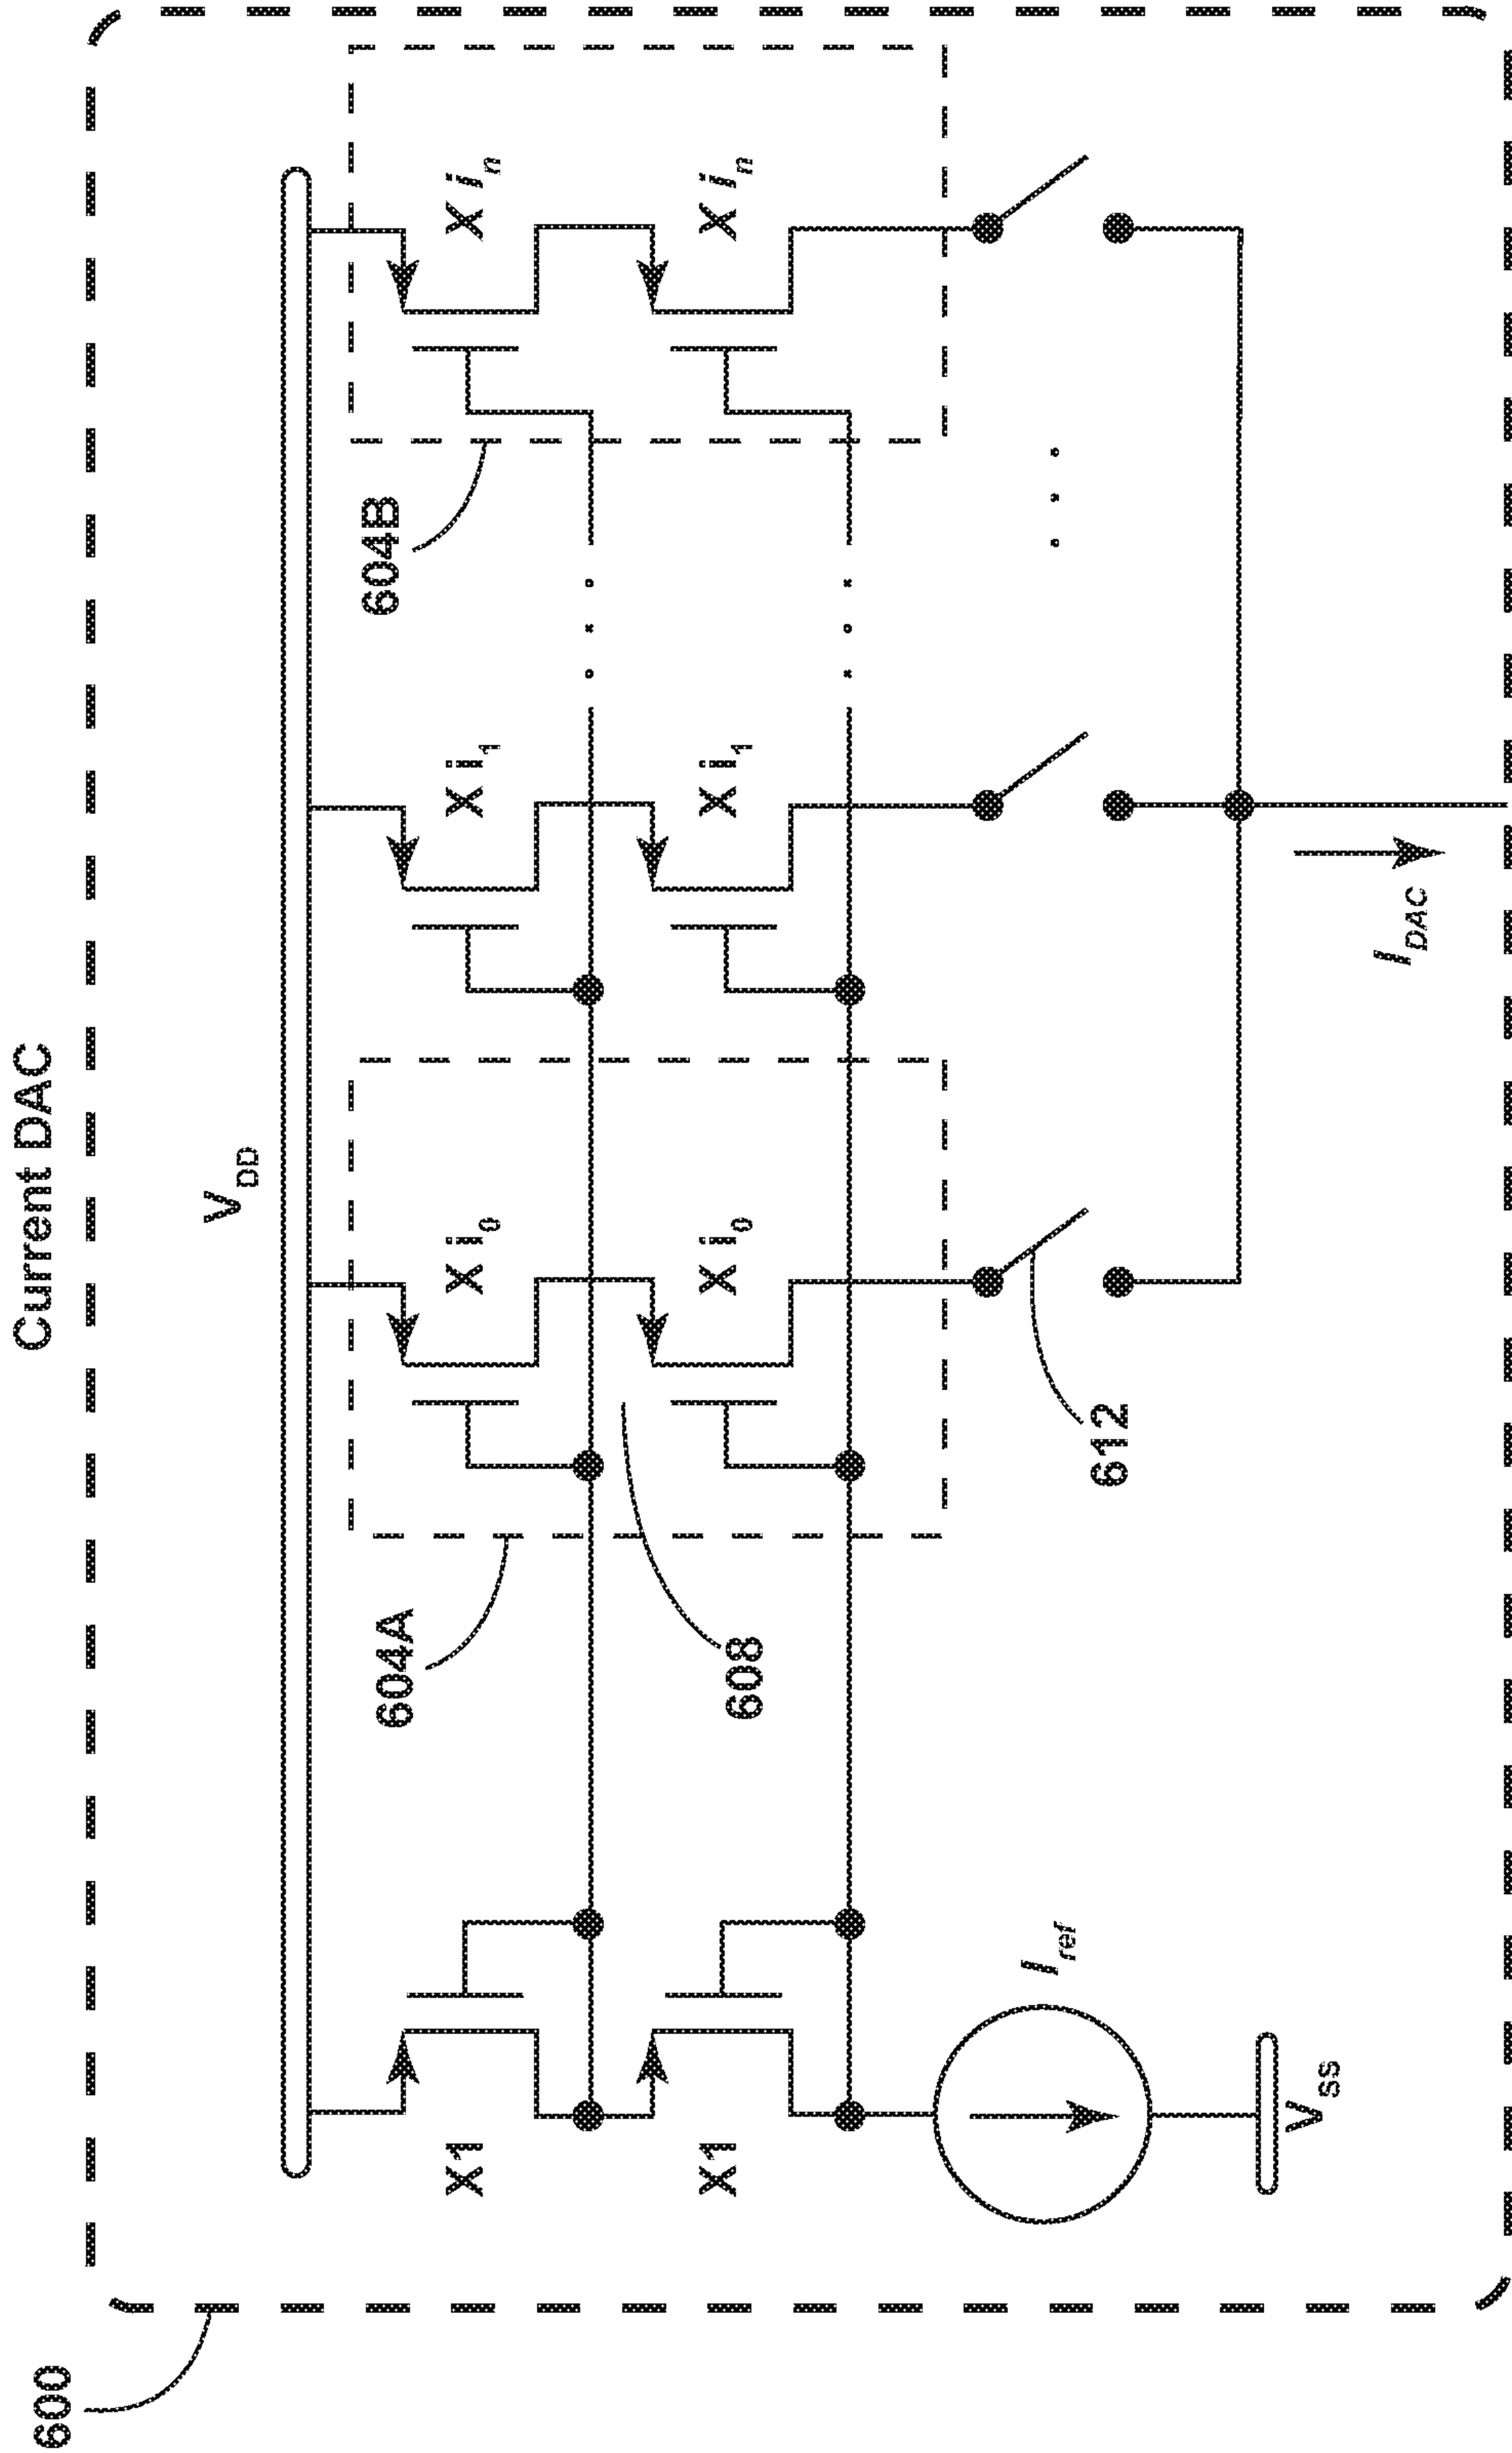 Current DAC
600
V_DD
X1
X i_0
X i_1
X i_n
604A
604B
X1
X i_0
X i_1
X i_n
608
I_ref
612
V_SS
I_DAC